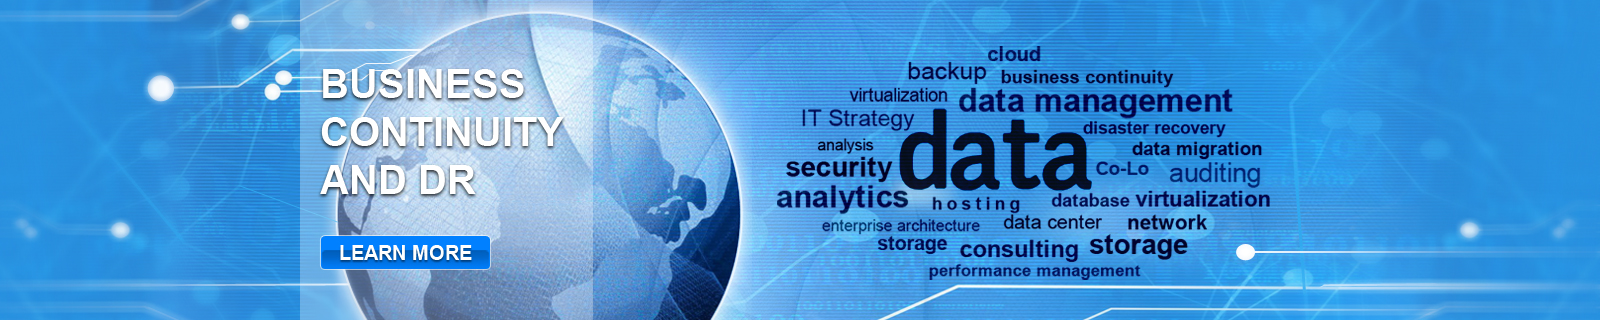 BUSINESS
CONTINUITY
AND DR
LEARN MORE
cloud
backup business continuity
virtualization data management
IT Strategy data disaster recovery
analysis data migration
security Co-Lo auditing
analytics hosting database virtualization
enterprise architecture data center network
storage consulting storage
performance management